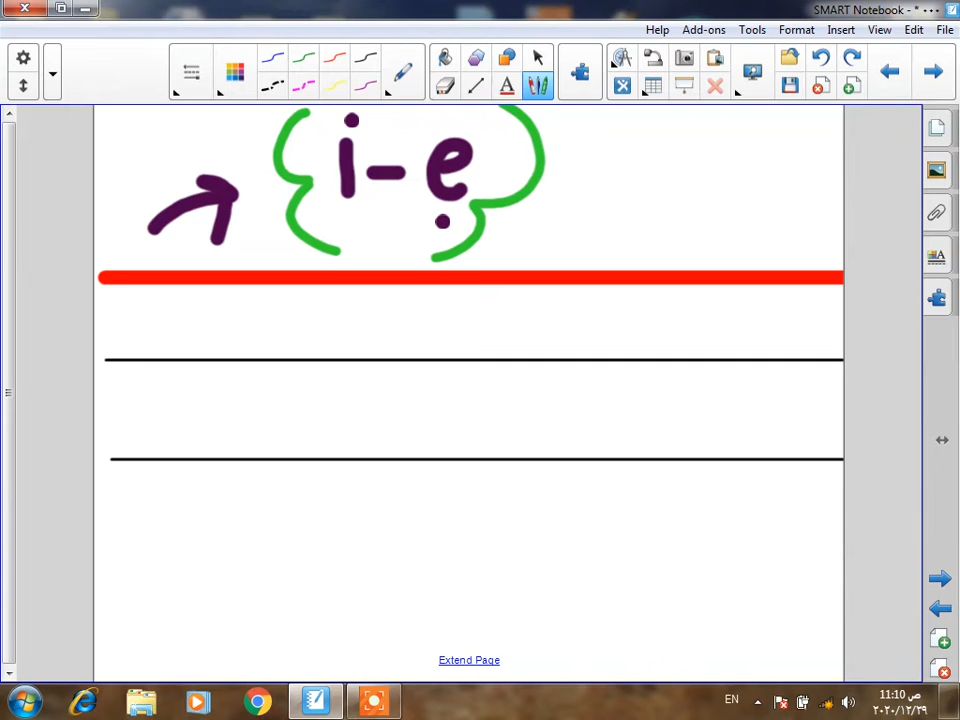 SMART Notebook - * •••
Help Add-ons Tools Format Insert View Edit File
i - e
Extend Page
EN
11:10 ص
٢٠٢٠/١٢/٢٩